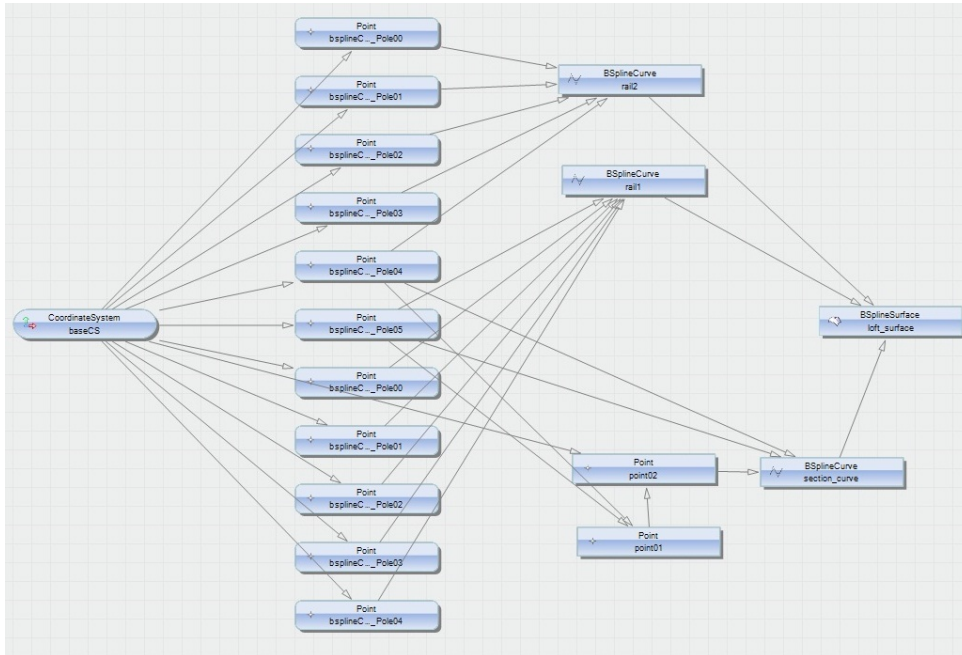 Point
bsplineC..._Pole00
Point
bsplineC..._Pole01
Point
bsplineC..._Pole02
Point
bsplineC..._Pole03
Point
bsplineC..._Pole04
Point
bsplineC..._Pole05
Point
bsplineC..._Pole00
Point
bsplineC..._Pole01
Point
bsplineC..._Pole02
Point
bsplineC..._Pole03
Point
bsplineC..._Pole04
CoordinateSystem
baseCS
BSplineCurve
rail2
BSplineCurve
rail1
Point
point02
Point
point01
BSplineCurve
section_curve
BSplineSurface
loft_surface